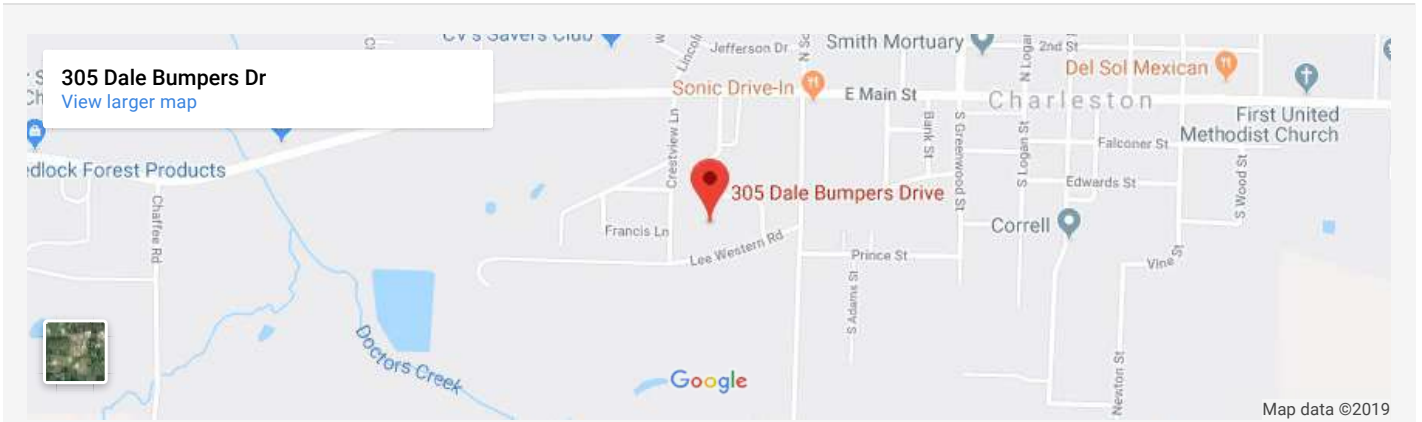 305 Dale Bumpers Dr
View larger map
CV's Savers Club
Jefferson Dr
Smith Mortuary
2nd St
Del Sol Mexican
Sonic Drive-In
E Main St
Charleston
First United
Methodist Church
N Logan
Lincoln
Crestview Ln
Bank St
S Greenwood St
S Logan St
Falconer St
Edwards St
S Wood St
dlock Forest Products
Chaffee Rd
305 Dale Bumpers Drive
Francis Ln
Lee Western Rd
Prince St
Correll
Vine St
S Adams St
Doctors Creek
Newton St
Google
Map data ©2019